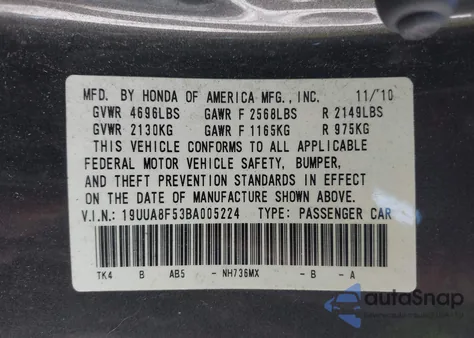 MFD. BY HONDA OF AMERICA MFG., INC. 11/'10
GVWR 4696LBS GAWR F 2568LBS R 2149LBS
GVWR 2130KG GAWR F 1165KG R 975KG
THIS VEHICLE CONFORMS TO ALL APPLICABLE
FEDERAL MOTOR VEHICLE SAFETY, BUMPER,
AND THEFT PREVENTION STANDARDS IN EFFECT
ON THE DATE OF MANUFACTURE SHOWN ABOVE.
V.I.N.: 19UUA8F53BA005224 TYPE: PASSENGER CAR
TK4 B AB5 -NH736MX -B -A
autoSnap